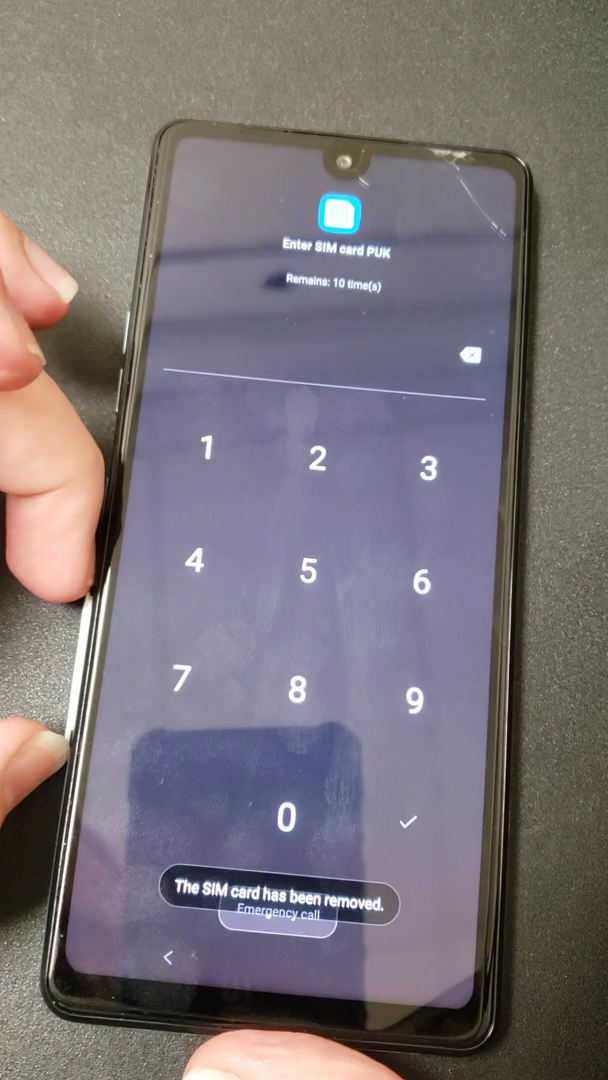 Enter SIM card PUK
Remains: 10 time(s)
1 2 3
4 5 6
7 8 9
0
The SIM card has been removed.
Emergency call